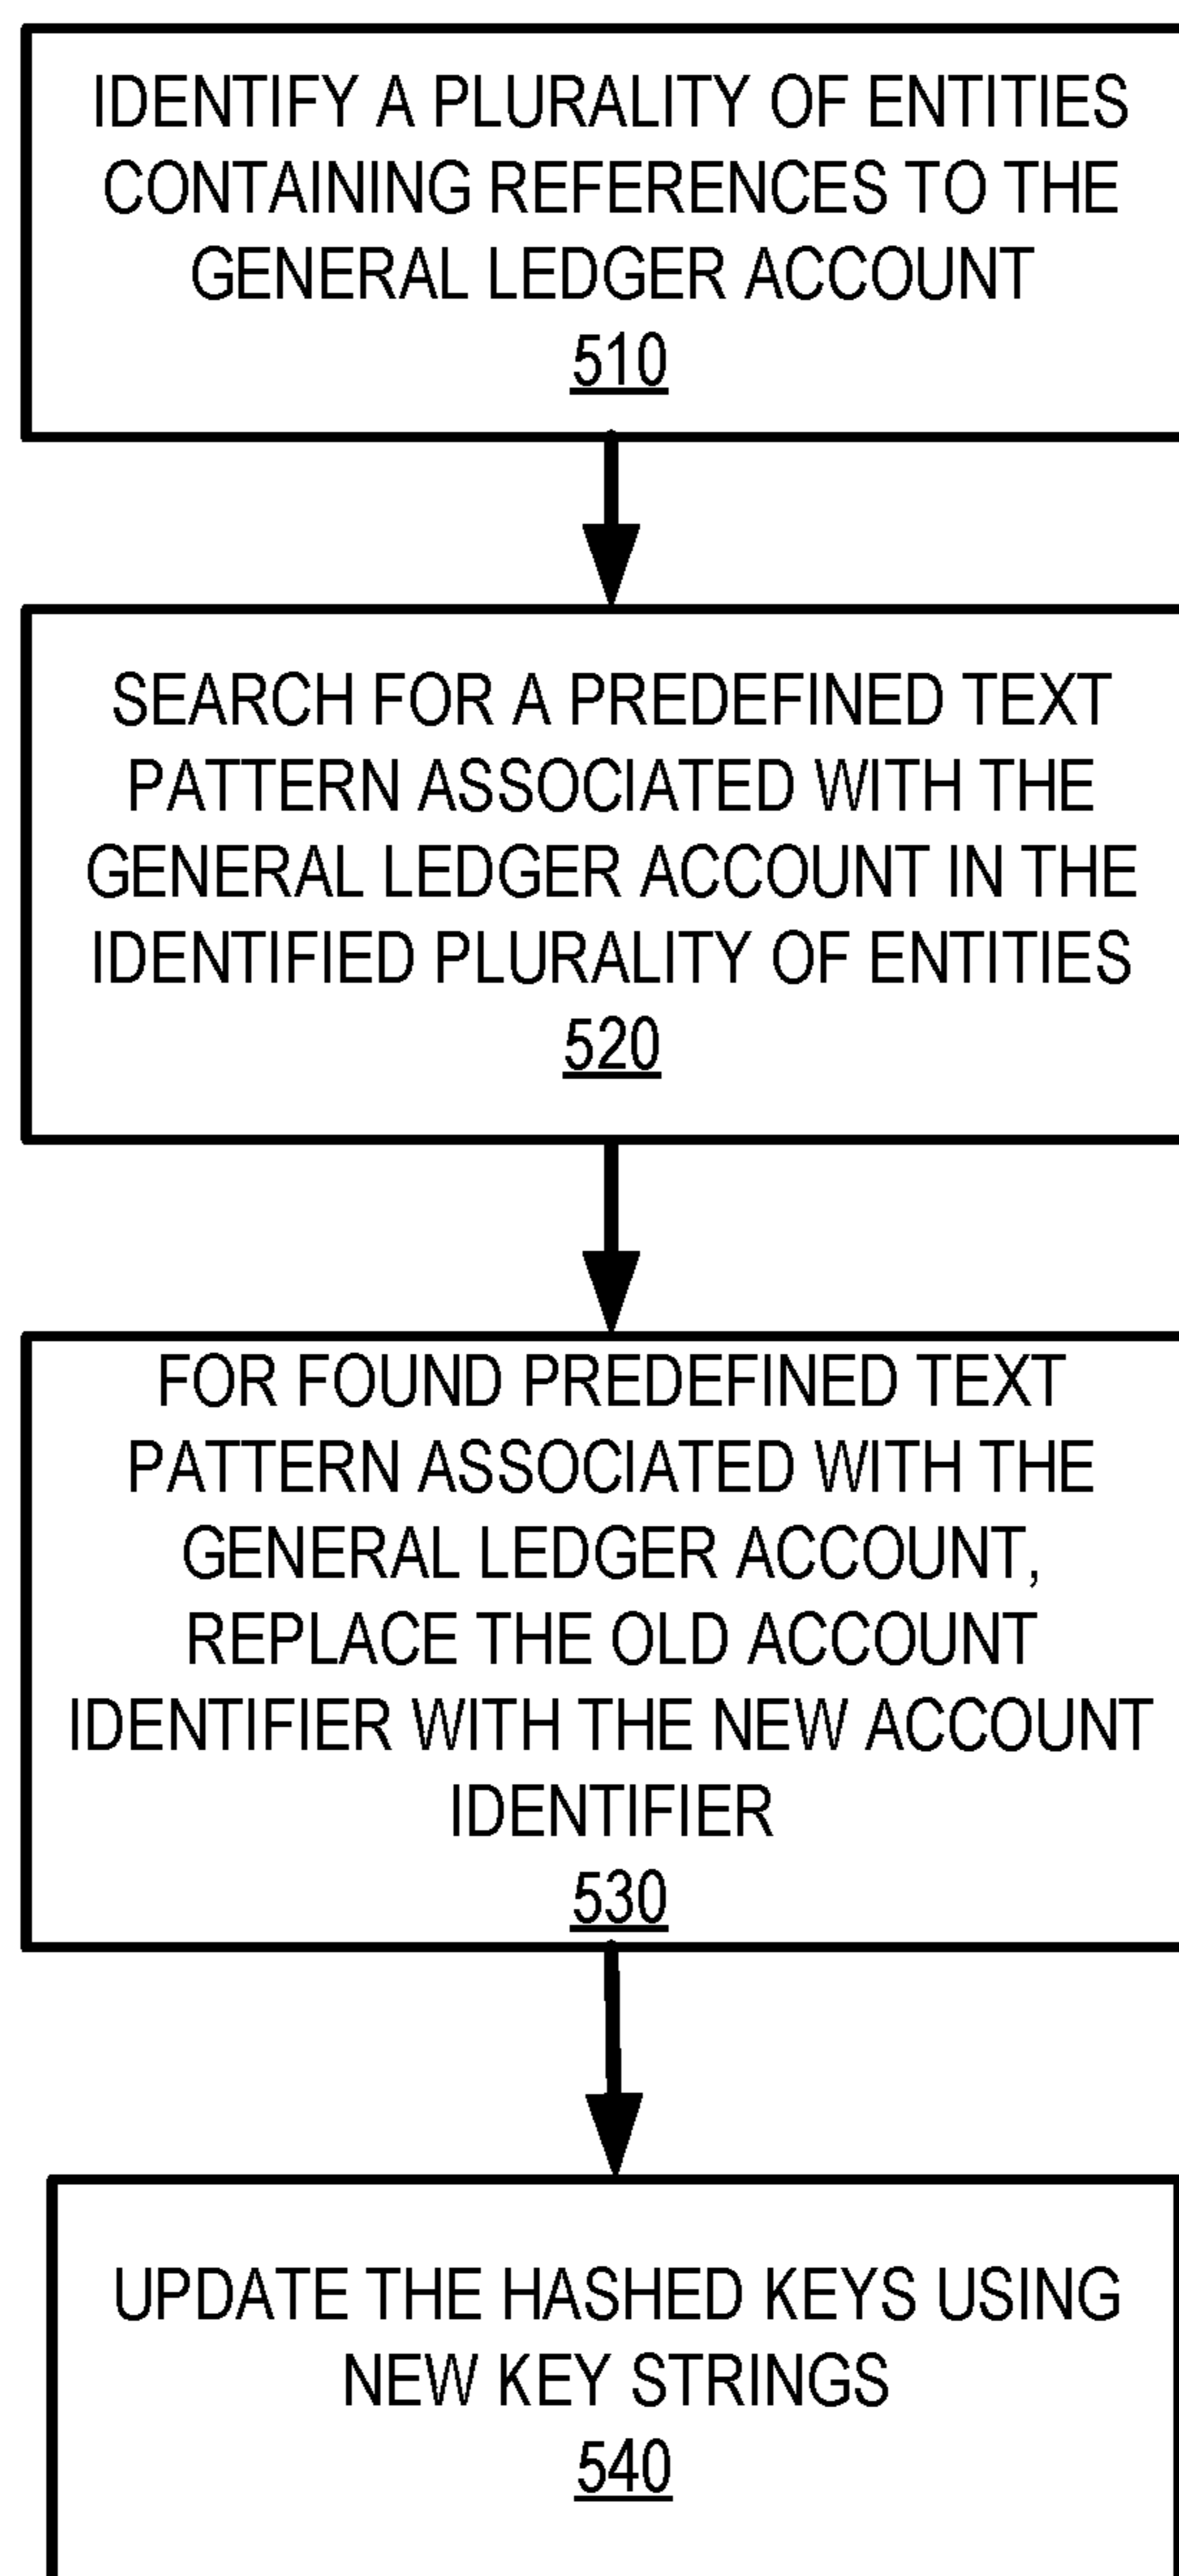 IDENTIFY A PLURALITY OF ENTITIES
CONTAINING REFERENCES TO THE
GENERAL LEDGER ACCOUNT
510
SEARCH FOR A PREDEFINED TEXT
PATTERN ASSOCIATED WITH THE
GENERAL LEDGER ACCOUNT IN THE
IDENTIFIED PLURALITY OF ENTITIES
520
FOR FOUND PREDEFINED TEXT
PATTERN ASSOCIATED WITH THE
GENERAL LEDGER ACCOUNT,
REPLACE THE OLD ACCOUNT
IDENTIFIER WITH THE NEW ACCOUNT
IDENTIFIER
530
UPDATE THE HASHED KEYS USING
NEW KEY STRINGS
540